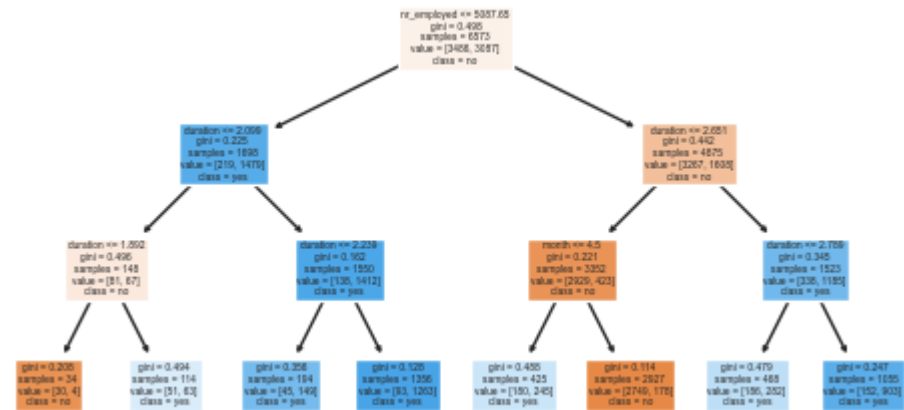 nr_employed <= 5087.65
gini = 0.498
samples = 6573
value = [3486, 3087]
class = no
duration <= 2.099
gini = 0.225
samples = 1698
value = [219, 1479]
class = yes
duration <= 2.651
gini = 0.442
samples = 4875
value = [3267, 1608]
class = no
duration <= 1.892
gini = 0.496
samples = 148
value = [81, 67]
class = no
duration <= 2.239
gini = 0.162
samples = 1550
value = [138, 1412]
class = yes
month <= 4.5
gini = 0.221
samples = 3352
value = [2929, 423]
class = no
duration <= 2.789
gini = 0.345
samples = 1523
value = [338, 1185]
class = yes
gini = 0.208
samples = 34
value = [30, 4]
class = no
gini = 0.494
samples = 114
value = [51, 63]
class = yes
gini = 0.356
samples = 194
value = [45, 149]
class = yes
gini = 0.128
samples = 1356
value = [93, 1263]
class = yes
gini = 0.488
samples = 425
value = [180, 245]
class = yes
gini = 0.114
samples = 2927
value = [2749, 178]
class = no
gini = 0.479
samples = 468
value = [186, 282]
class = yes
gini = 0.247
samples = 1055
value = [152, 903]
class = yes